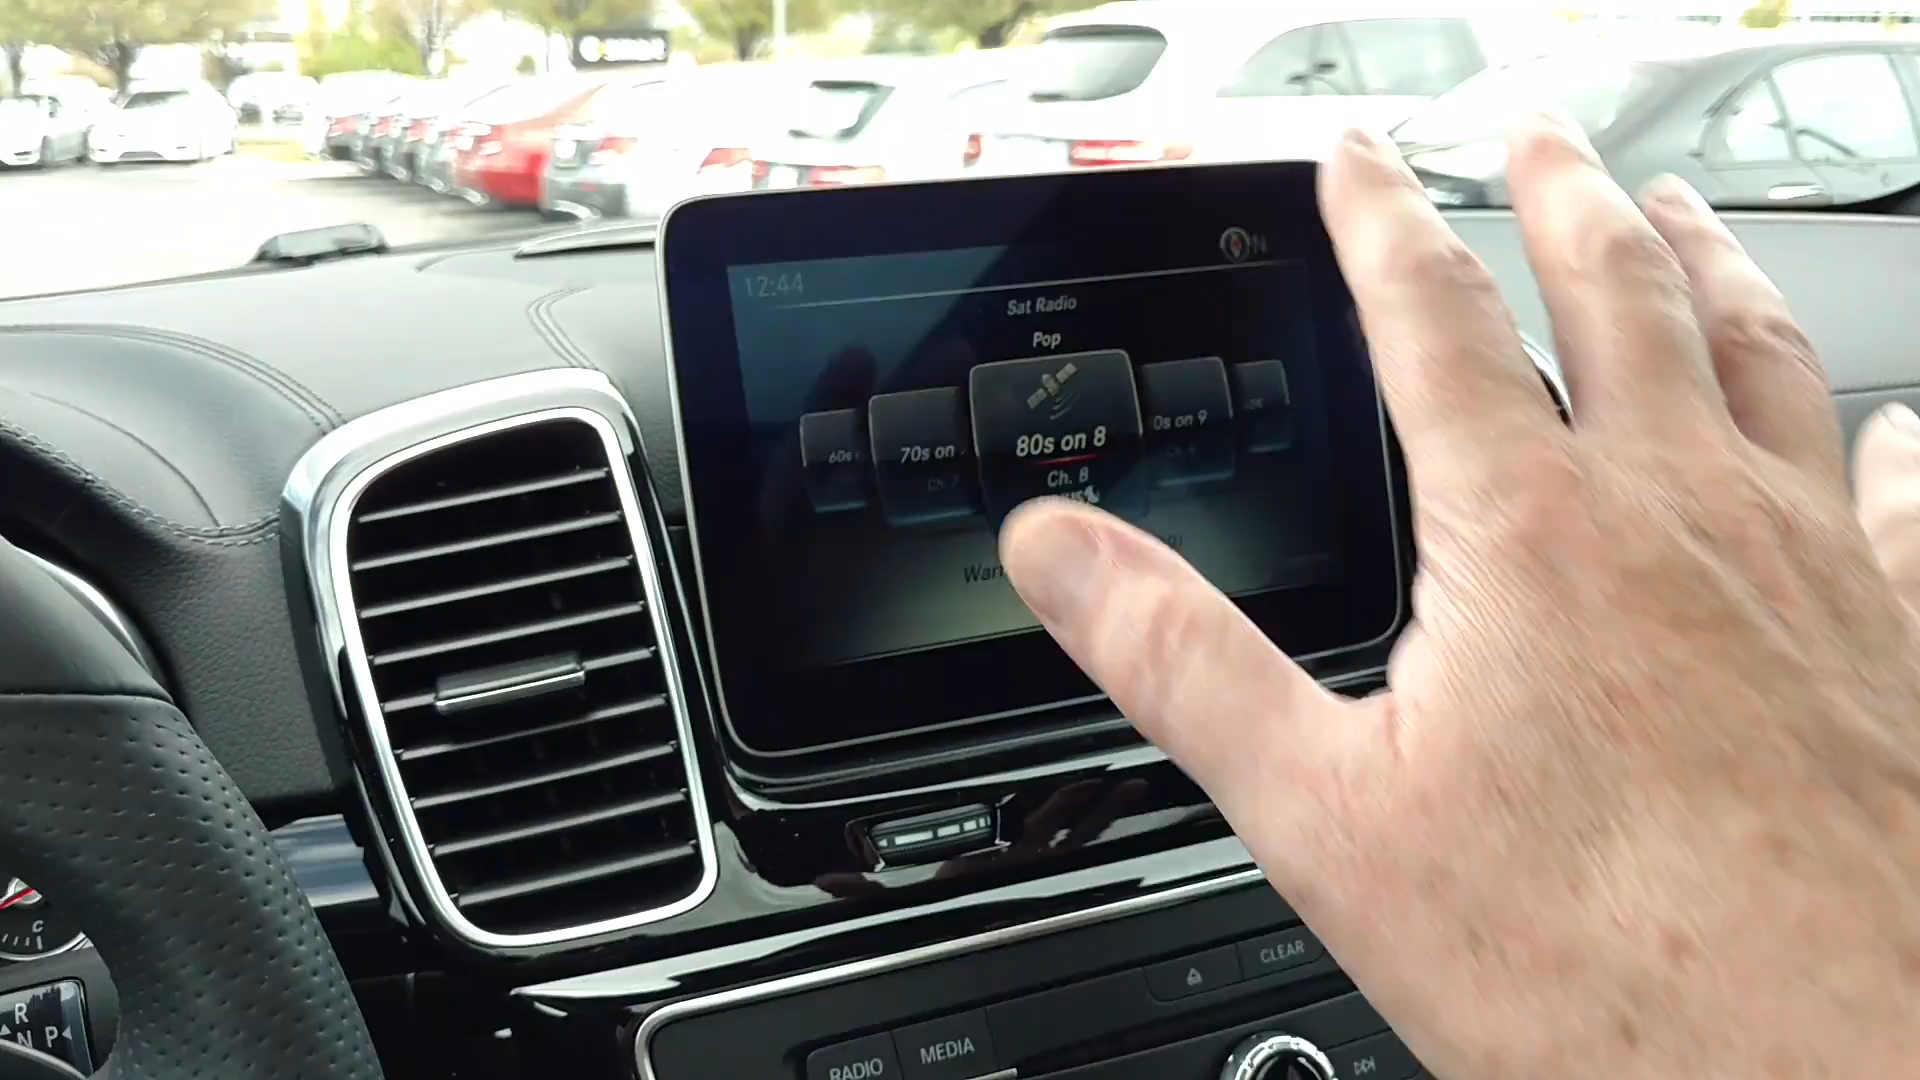 12:44
N
Sat Radio
Pop
60s
70s on
80s on 8
0s on 9
Ch. 7
Ch. 8
CLEAR
RADIO
MEDIA
C
R
N P